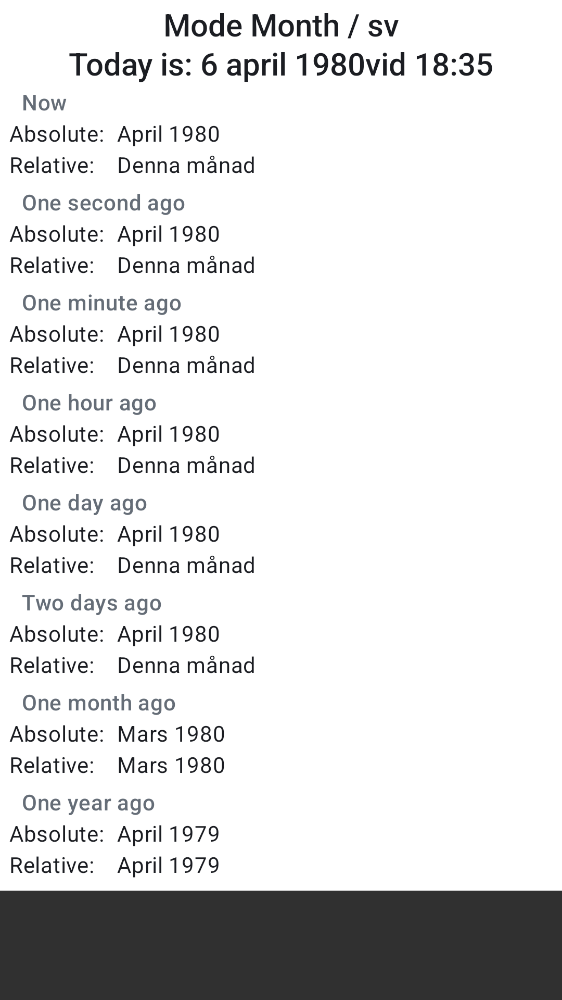 Mode Month / sv
Today is: 6 april 1980vid 18:35
Now
Absolute: April 1980
Relative: Denna månad
One second ago
Absolute: April 1980
Relative: Denna månad
One minute ago
Absolute: April 1980
Relative: Denna månad
One hour ago
Absolute: April 1980
Relative: Denna månad
One day ago
Absolute: April 1980
Relative: Denna månad
Two days ago
Absolute: April 1980
Relative: Denna månad
One month ago
Absolute: Mars 1980
Relative: Mars 1980
One year ago
Absolute: April 1979
Relative: April 1979